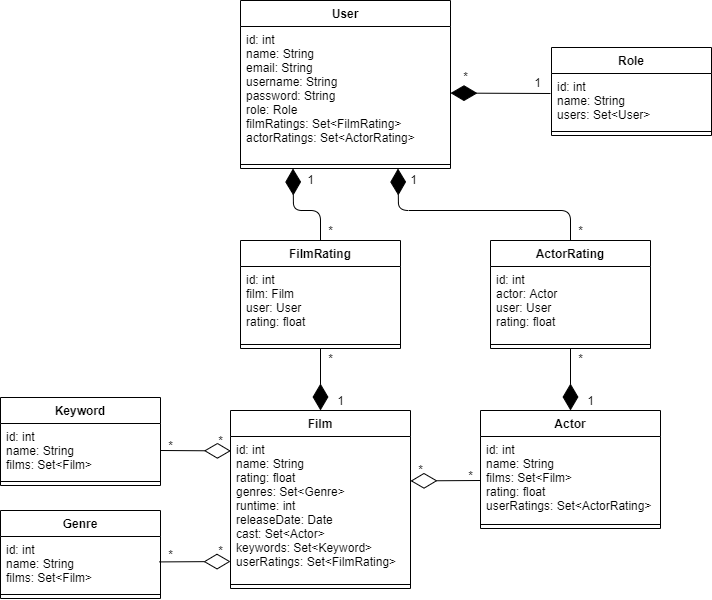 User
id: int
name: String
email: String
username: String
password: String
role: Role
filmRatings: Set<FilmRating>
actorRatings: Set<ActorRating>
*
1
Role
id: int
name: String
users: Set<User>
1
1
*
*
FilmRating
id: int
film: Film
user: User
rating: float
ActorRating
id: int
actor: Actor
user: User
rating: float
*
1
*
1
Keyword
id: int
name: String
films: Set<Film>
*
*
Genre
id: int
name: String
films: Set<Film>
*
*
Film
id: int
name: String
rating: float
genres: Set<Genre>
runtime: int
releaseDate: Date
cast: Set<Actor>
keywords: Set<Keyword>
userRatings: Set<FilmRating>
*
*
Actor
id: int
name: String
films: Set<Film>
rating: float
userRatings: Set<ActorRating>